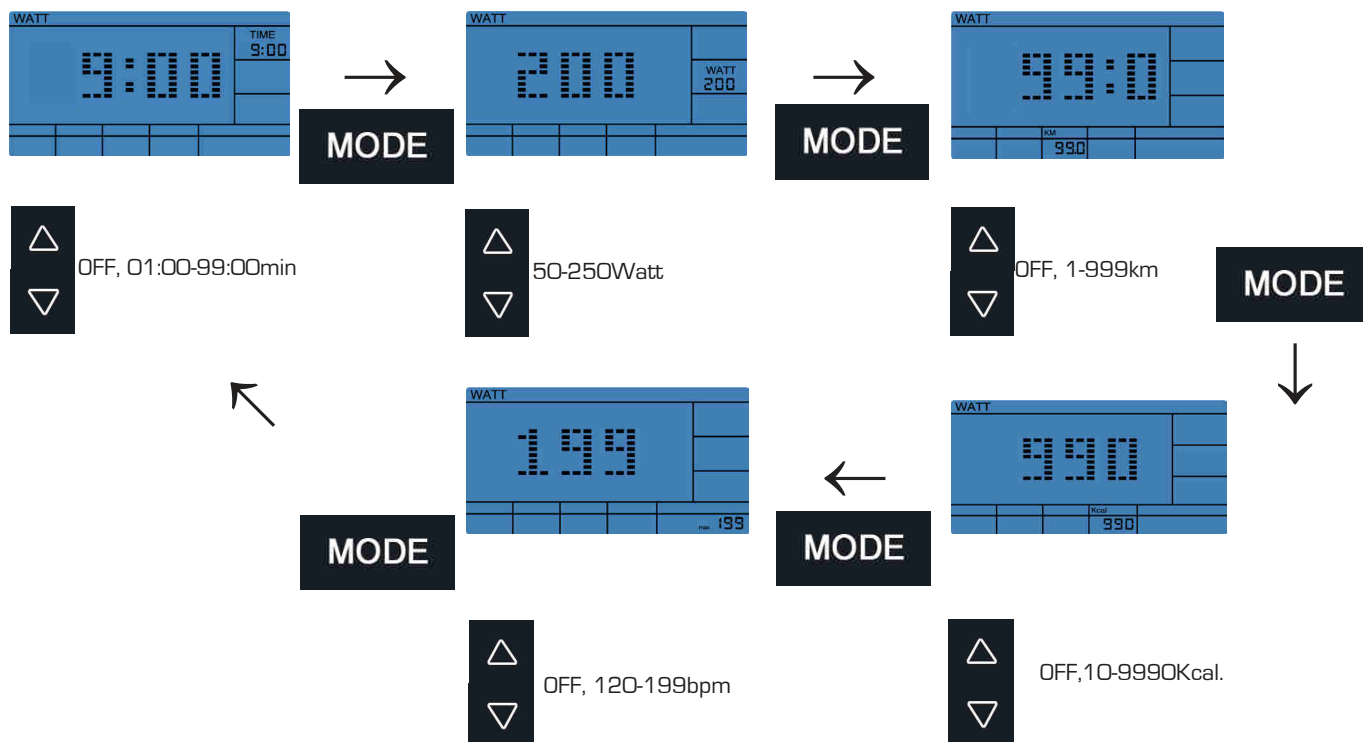 WATT
TIME
9:00
9:00
MODE
OFF, 01:00-99:00min
WATT
200
WATT
200
MODE
50-250Watt
WATT
99:0
KM
99.0
OFF, 1-999km
MODE
WATT
990
Kcal
990
OFF,10-9990Kcal.
MODE
WATT
199
max 199
OFF, 120-199bpm
MODE